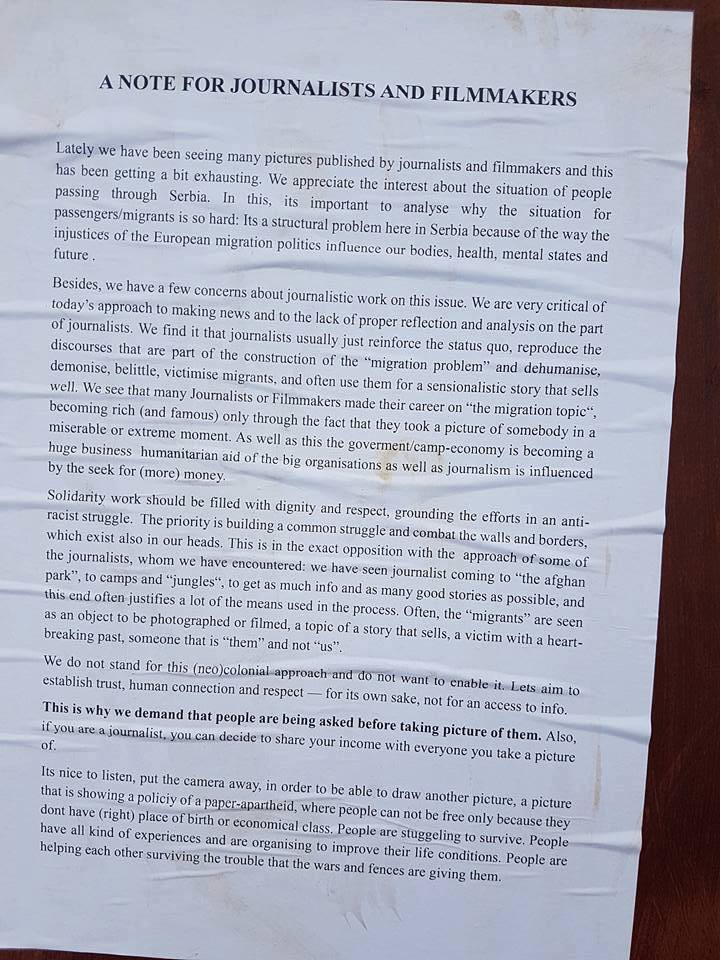 A NOTE FOR JOURNALISTS AND FILMMAKERS
Lately we have been seeing many pictures published by journalists and filmmakers and this
has been getting a bit exhausting. We appreciate the interest about the situation of people
passing through Serbia. In this, its important to analyse why the situation for
passengers/migrants is so hard: Its a structural problem here in Serbia because of the way the
injustices of the European migration politics influence our bodies, health, mental states and
future .
Besides, we have a few concerns about journalistic work on this issue. We are very critical of
today's approach to making news and to the lack of proper reflection and analysis on the part
of journalists. We find it that journalists usually just reinforce the status quo, reproduce the
discourses that are part of the construction of the “migration problem” and dehumanise,
demonise, belittle, victimise migrants, and often use them for a sensionalistic story that sells
well. We see that many Journalists or Filmmakers made their career on “the migration topic“,
becoming rich (and famous) only through the fact that they took a picture of somebody in a
miserable or extreme moment. As well as this the goverment/camp-economy is becoming a
huge business humanitarian aid of the big organisations as well as journalism is influenced
by the seek for (more) money.
Solidarity work should be filled with dignity and respect, grounding the efforts in an anti-
racist struggle. The priority is building a common struggle and combat the walls and borders,
which exist also in our heads. This is in the exact opposition with the approach of some of
the journalists, whom we have encountered: we have seen journalist coming to “the afghan
park”, to camps and “jungles“, to get as much info and as many good stories as possible, and
this end often justifies a lot of the means used in the process. Often, the “migrants” are seen
as an object to be photographed or filmed, a topic of a story that sells, a victim with a heart-
breaking past, someone that is “them” and not “us”.
We do not stand for this (neo)colonial approach and do not want to enable it. Lets aim to
establish trust, human connection and respect — for its own sake, not for an access to info.
This is why we demand that people are being asked before taking picture of them. Also,
if you are a journalist, you can decide to share your income with everyone you take a picture
of.
Its nice to listen, put the camera away, in order to be able to draw another picture, a picture
that is showing a policiy of a paper-apartheid, where people can not be free only because they
dont have (right) place of birth or economical class. People are stuggeling to survive. People
have all kind of experiences and are organising to improve their life conditions. People are
helping each other surviving the trouble that the wars and fences are giving them.